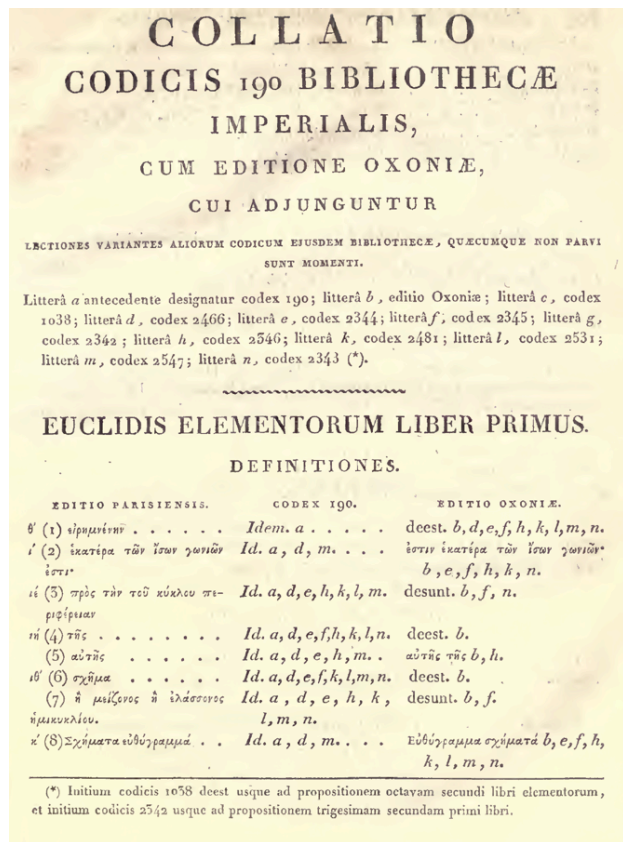 COLLATIO
CODICIS 190 BIBLIOTHECÆ
IMPERIALIS,
CUM EDITIONE OXONIÆ,
CUI ADJUNGUNTUR
LECTIONES VARIANTES ALIORUM CODICUM EJUSDEM BIBLIOTHECÆ, QUÆCUMQUE NON PARVI
SUNT MOMENTI.
Litterâ a antecedente designatur codex 190; litterâ b, editio Oxoniæ; litterâ c, codex
1038; litterâ d, codex 2466; litterâ e, codex 2344; litterâ f, codex 2345; litterâ g,
codex 2342; litterâ h, codex 2346; litterâ k, codex 2481; litterâ l, codex 2531;
litterâ m, codex 2547; litterâ n, codex 2343 (*).
EUCLIDIS ELEMENTORUM LIBER PRIMUS.
DEFINITIONES.
EDITIO PARISIENSIS. CODEX 190. EDITIO OXONIÆ.
θ´ (1) εἰρημνένην . . . . . . Idem. a . . . . . deest. b, d, e, f, h, k, l, m, n.
ι´ (2) ἑκατέρα τῶν ἴσων γωνιῶν Id. a, d, m. . . . ἐστιν ἑκατέρα τῶν ἴσων γωνιῶν·
ἐστι· b, e, f, h, k, n.
ιέ (3) πρὸς τὴν τοῦ κύκλου πε- Id. a, d, e, h, k, l, m. desunt. b, f, n.
ριφέρειαν
ιή (4) τῆς . . . . . . . . Id. a, d, e, f, h, k, l, n. deest. b.
(5) αὐτῆς . . . . . . Id. a, d, e, h, m. . αὐτῆς τῆς b, h.
ιθ´ (6) σχῆμα . . . . . . Id. a, d, e, f, k, l, m, n. deest. b.
(7) ἢ μείζονος ἢ ἐλάσσονος Id. a, d, e, h, k, desunt. b, f.
ἡμικυκλίου. l, m, n.
κ´ (8) Σχήματα εὐθύγραμμά . . Id. a, d, m. . . . Εὐθύγραμμα σχήματά b, e, f, h,
k, l, m, n.
(*) Initium codicis 1038 deest usque ad propositionem octavam secundi libri elementorum,
et initium codicis 2342 usque ad propositionem trigesimam secundam primi libri.